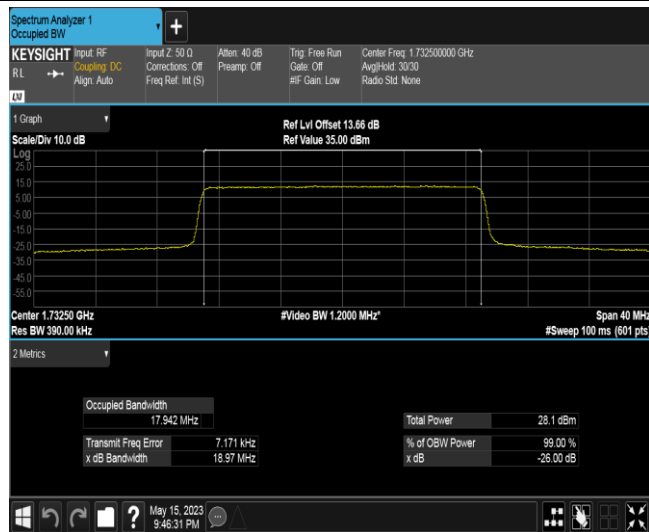 Spectrum Analyzer 1
Occupied BW
+
KEYSIGHT
RL
Input: RF
Coupling: DC
Align: Auto
Input Z: 50 Ω
Corrections: Off
Freq Ref: Int (S)
Atten: 40 dB
Preamp: Off
Trig: Free Run
Gate: Off
#IF Gain: Low
Center Freq: 1.732500000 GHz
Avg|Hold: 30/30
Radio Std: None
1 Graph
Scale/Div 10.0 dB
Ref Lvl Offset 13.66 dB
Ref Value 35.00 dBm
Log
25.0
15.0
5.00
-5.00
-15.0
-25.0
-35.0
-45.0
-55.0
Center 1.73250 GHz
Res BW 390.00 kHz
#Video BW 1.2000 MHz*
Span 40 MHz
#Sweep 100 ms (601 pts)
2 Metrics
Occupied Bandwidth
17.942 MHz
Total Power 28.1 dBm
Transmit Freq Error 7.171 kHz
% of OBW Power 99.00 %
x dB Bandwidth 18.97 MHz
x dB -26.00 dB
?
May 15, 2023
9:46:31 PM